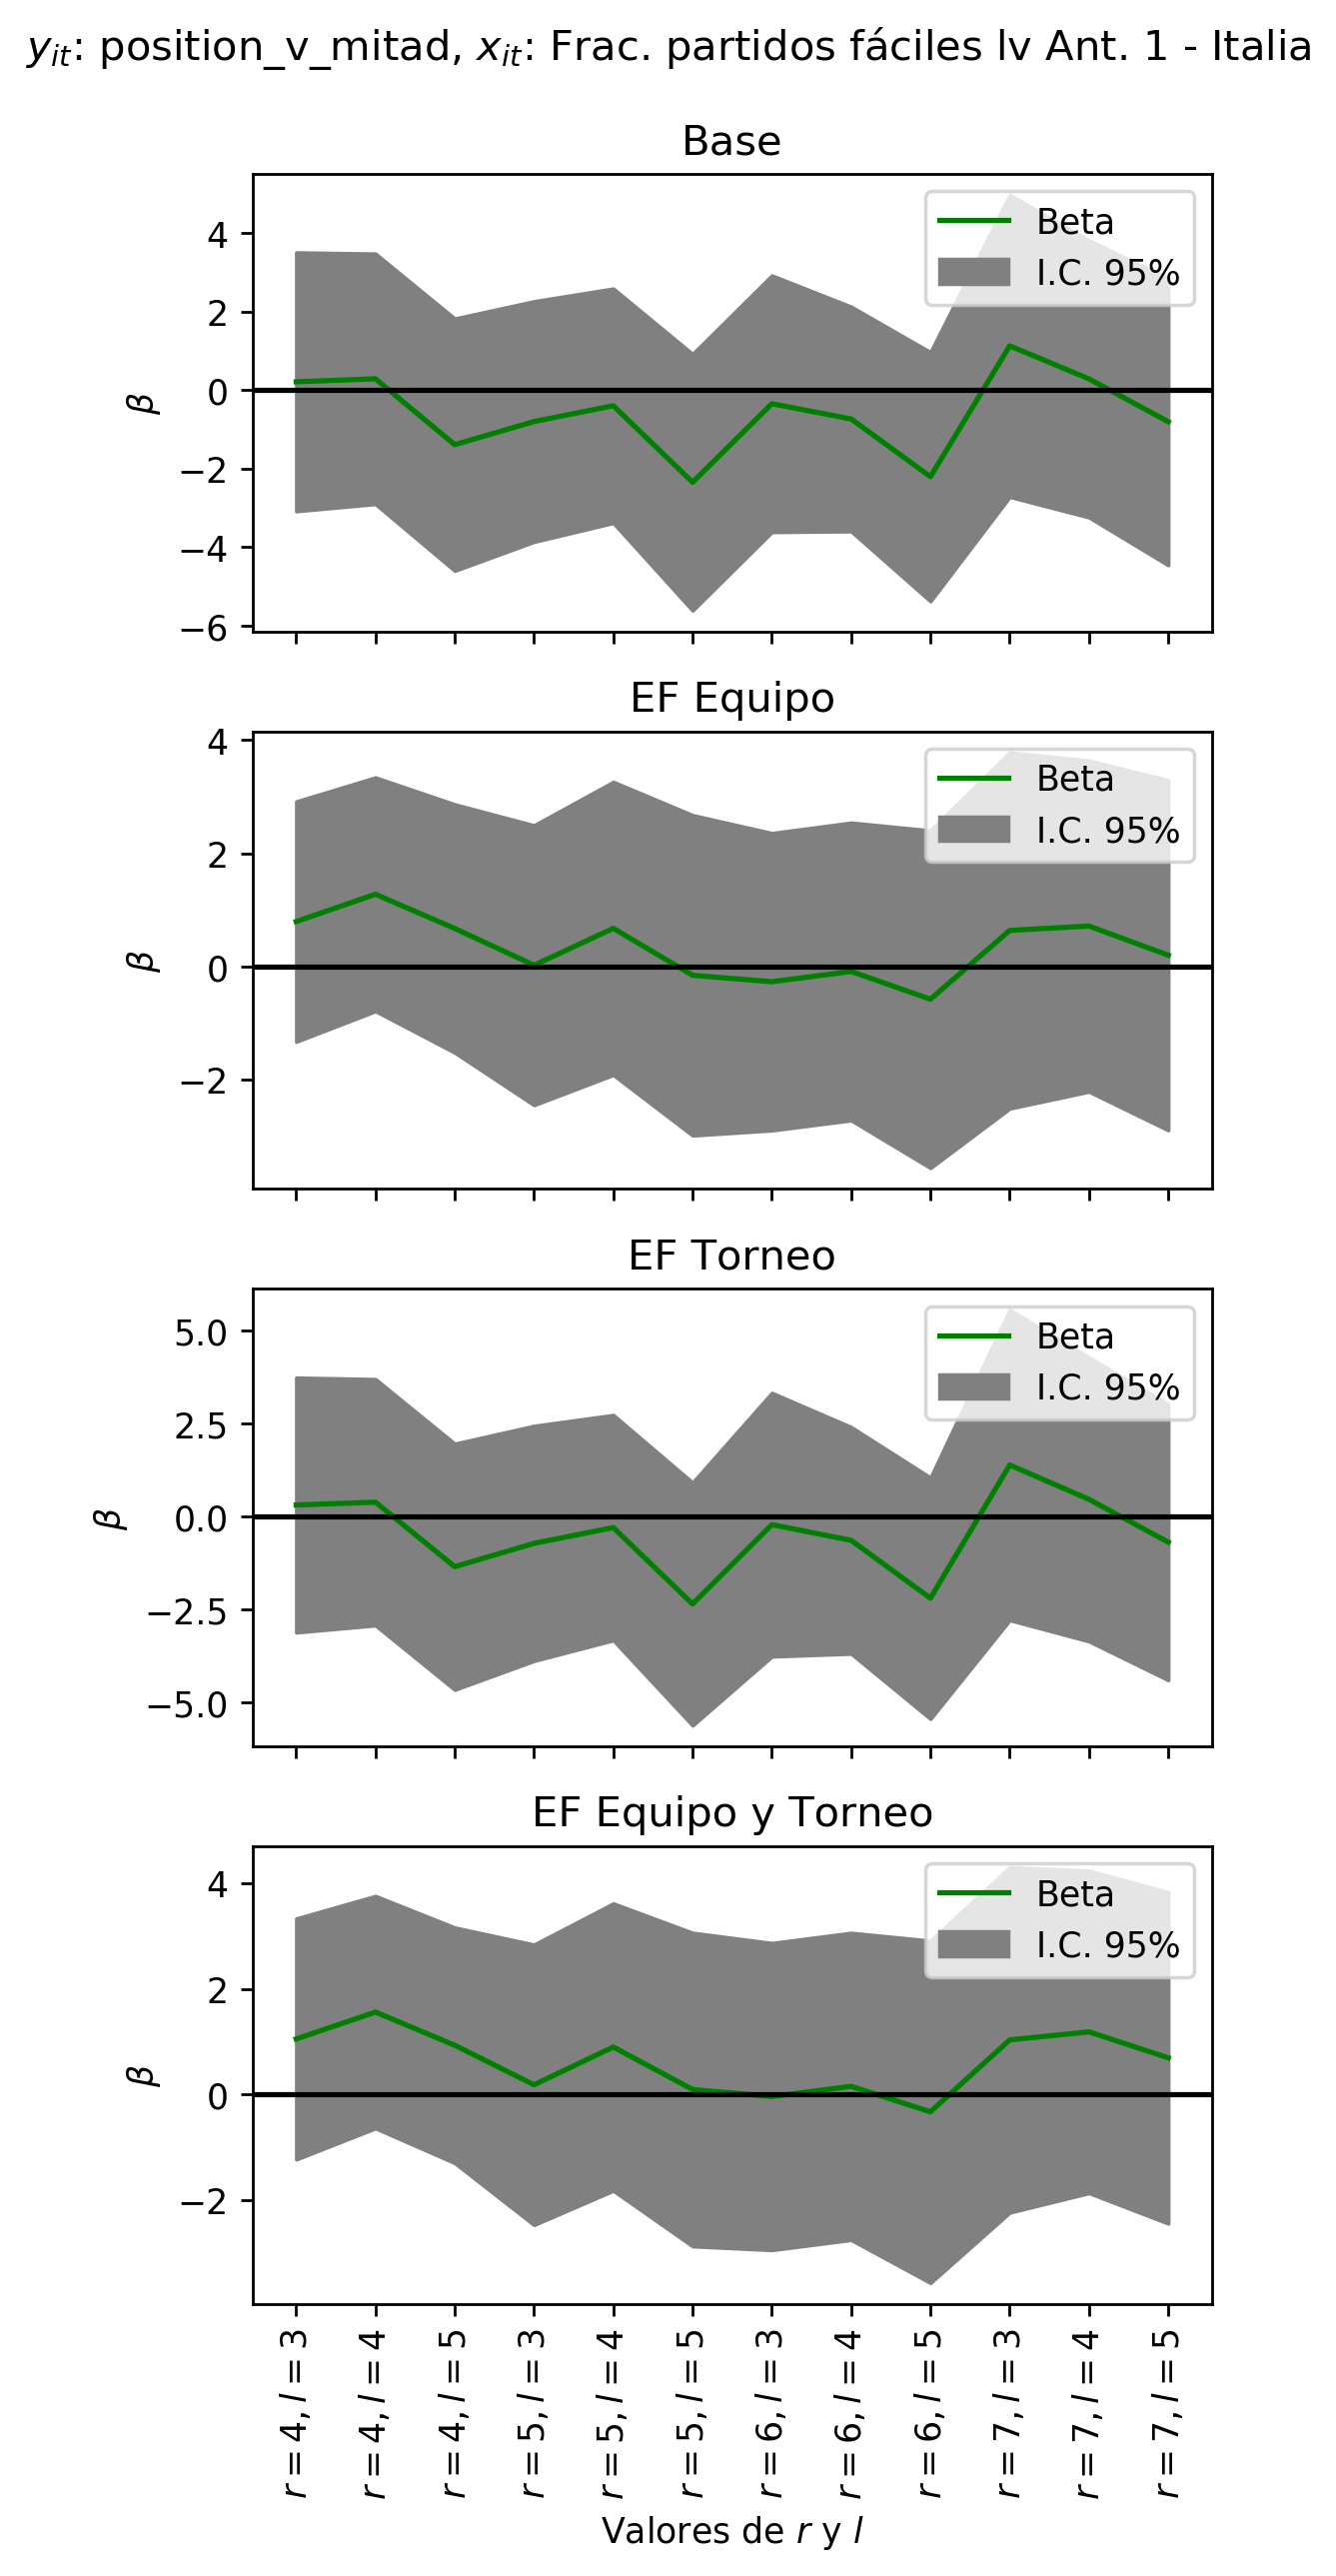 y_it: position_v_mitad, x_it: Frac. partidos fáciles lv Ant. 1 - Italia
Base
4
2
0
−2
−4
−6
β
Beta
I.C. 95%
EF Equipo
4
2
0
−2
β
Beta
I.C. 95%
EF Torneo
5.0
2.5
0.0
−2.5
−5.0
β
Beta
I.C. 95%
EF Equipo y Torneo
4
2
0
−2
β
Beta
I.C. 95%
r = 4, l = 3
r = 4, l = 4
r = 4, l = 5
r = 5, l = 3
r = 5, l = 4
r = 5, l = 5
r = 6, l = 3
r = 6, l = 4
r = 6, l = 5
r = 7, l = 3
r = 7, l = 4
r = 7, l = 5
Valores de r y l